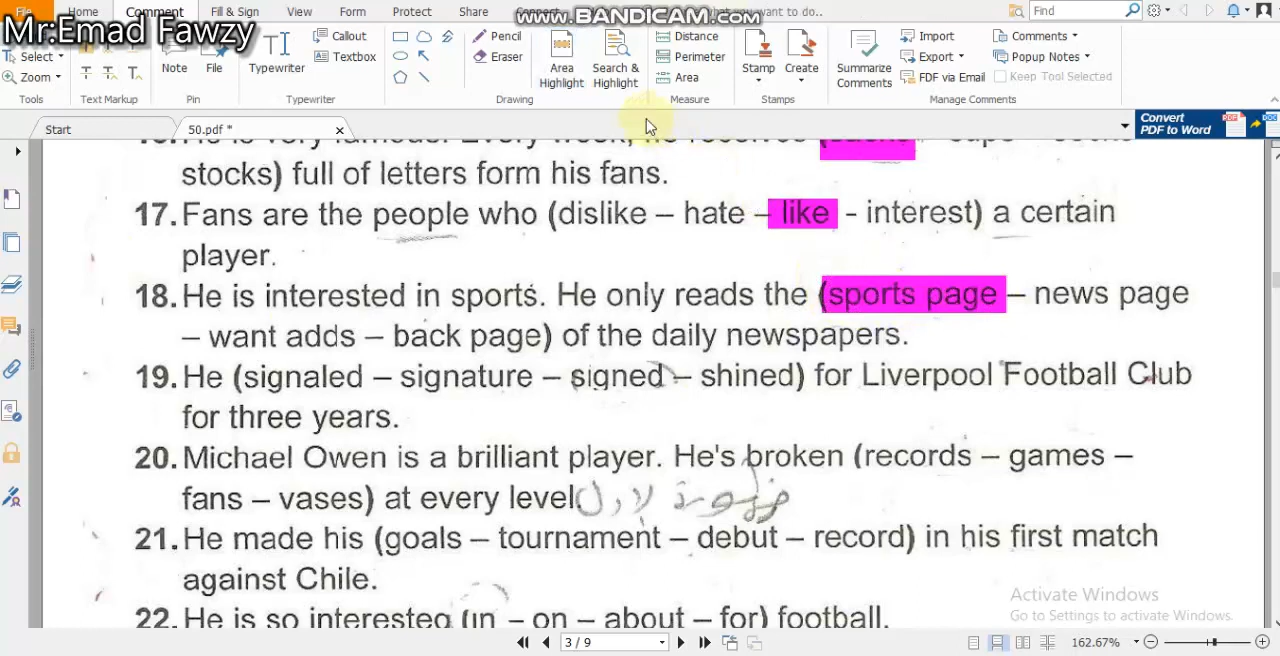 www.BANDICAM.com
what you want to do..
File Home Comment Fill & Sign View Form Protect Share Connect
Find
Mr:Emad Fawzy
Select
Zoom
Tools
Text Markup
Note
File
Pin
Typewriter
Callout
Textbox
Typewriter
Pencil
Eraser
Drawing
Area Highlight
Search & Highlight
Distance
Perimeter
Area
Measure
Stamp
Create
Stamps
Summarize Comments
Import
Export
FDF via Email
Comments
Popup Notes
Keep Tool Selected
Manage Comments
Start
50.pdf *
Convert PDF to Word
stocks) full of letters form his fans.
17. Fans are the people who (dislike – hate – like - interest) a certain
player.
18. He is interested in sports. He only reads the (sports page – news page
– want adds – back page) of the daily newspapers.
19. He (signaled – signature – signed – shined) for Liverpool Football Club
for three years.
20. Michael Owen is a brilliant player. He's broken (records – games –
fans – vases) at every level.
21. He made his (goals – tournament – debut – record) in his first match
against Chile.
22. He is so interested (in – on – about – for) football.
Activate Windows
Go to Settings to activate Windows.
3 / 9
162.67%